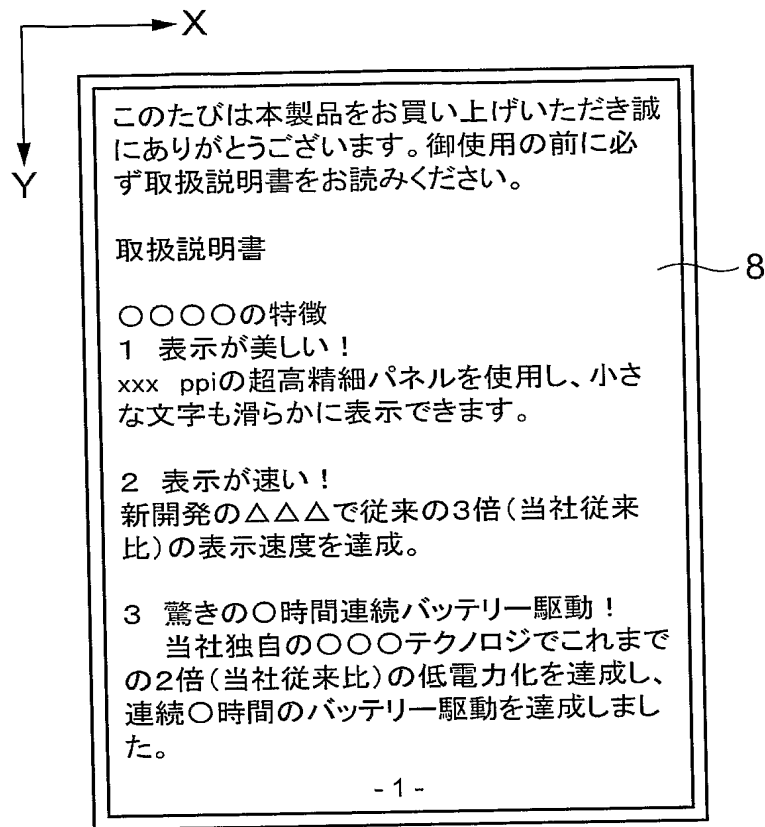 X
Y
このたびは本製品をお買い上げいただき誠
にありがとうございます。御使用の前に必
ず取扱説明書をお読みください。
取扱説明書
〇〇〇〇の特徴
1 表示が美しい！
xxx ppiの超高精細パネルを使用し、小さ
な文字も滑らかに表示できます。
2 表示が速い！
新開発の△△△で従来の3倍（当社従来
比）の表示速度を達成。
3 驚きの〇時間連続バッテリー駆動！
当社独自の〇〇〇テクノロジでこれまで
の2倍（当社従来比）の低電力化を達成し、
連続〇時間のバッテリー駆動を達成しまし
た。
- 1 -
8